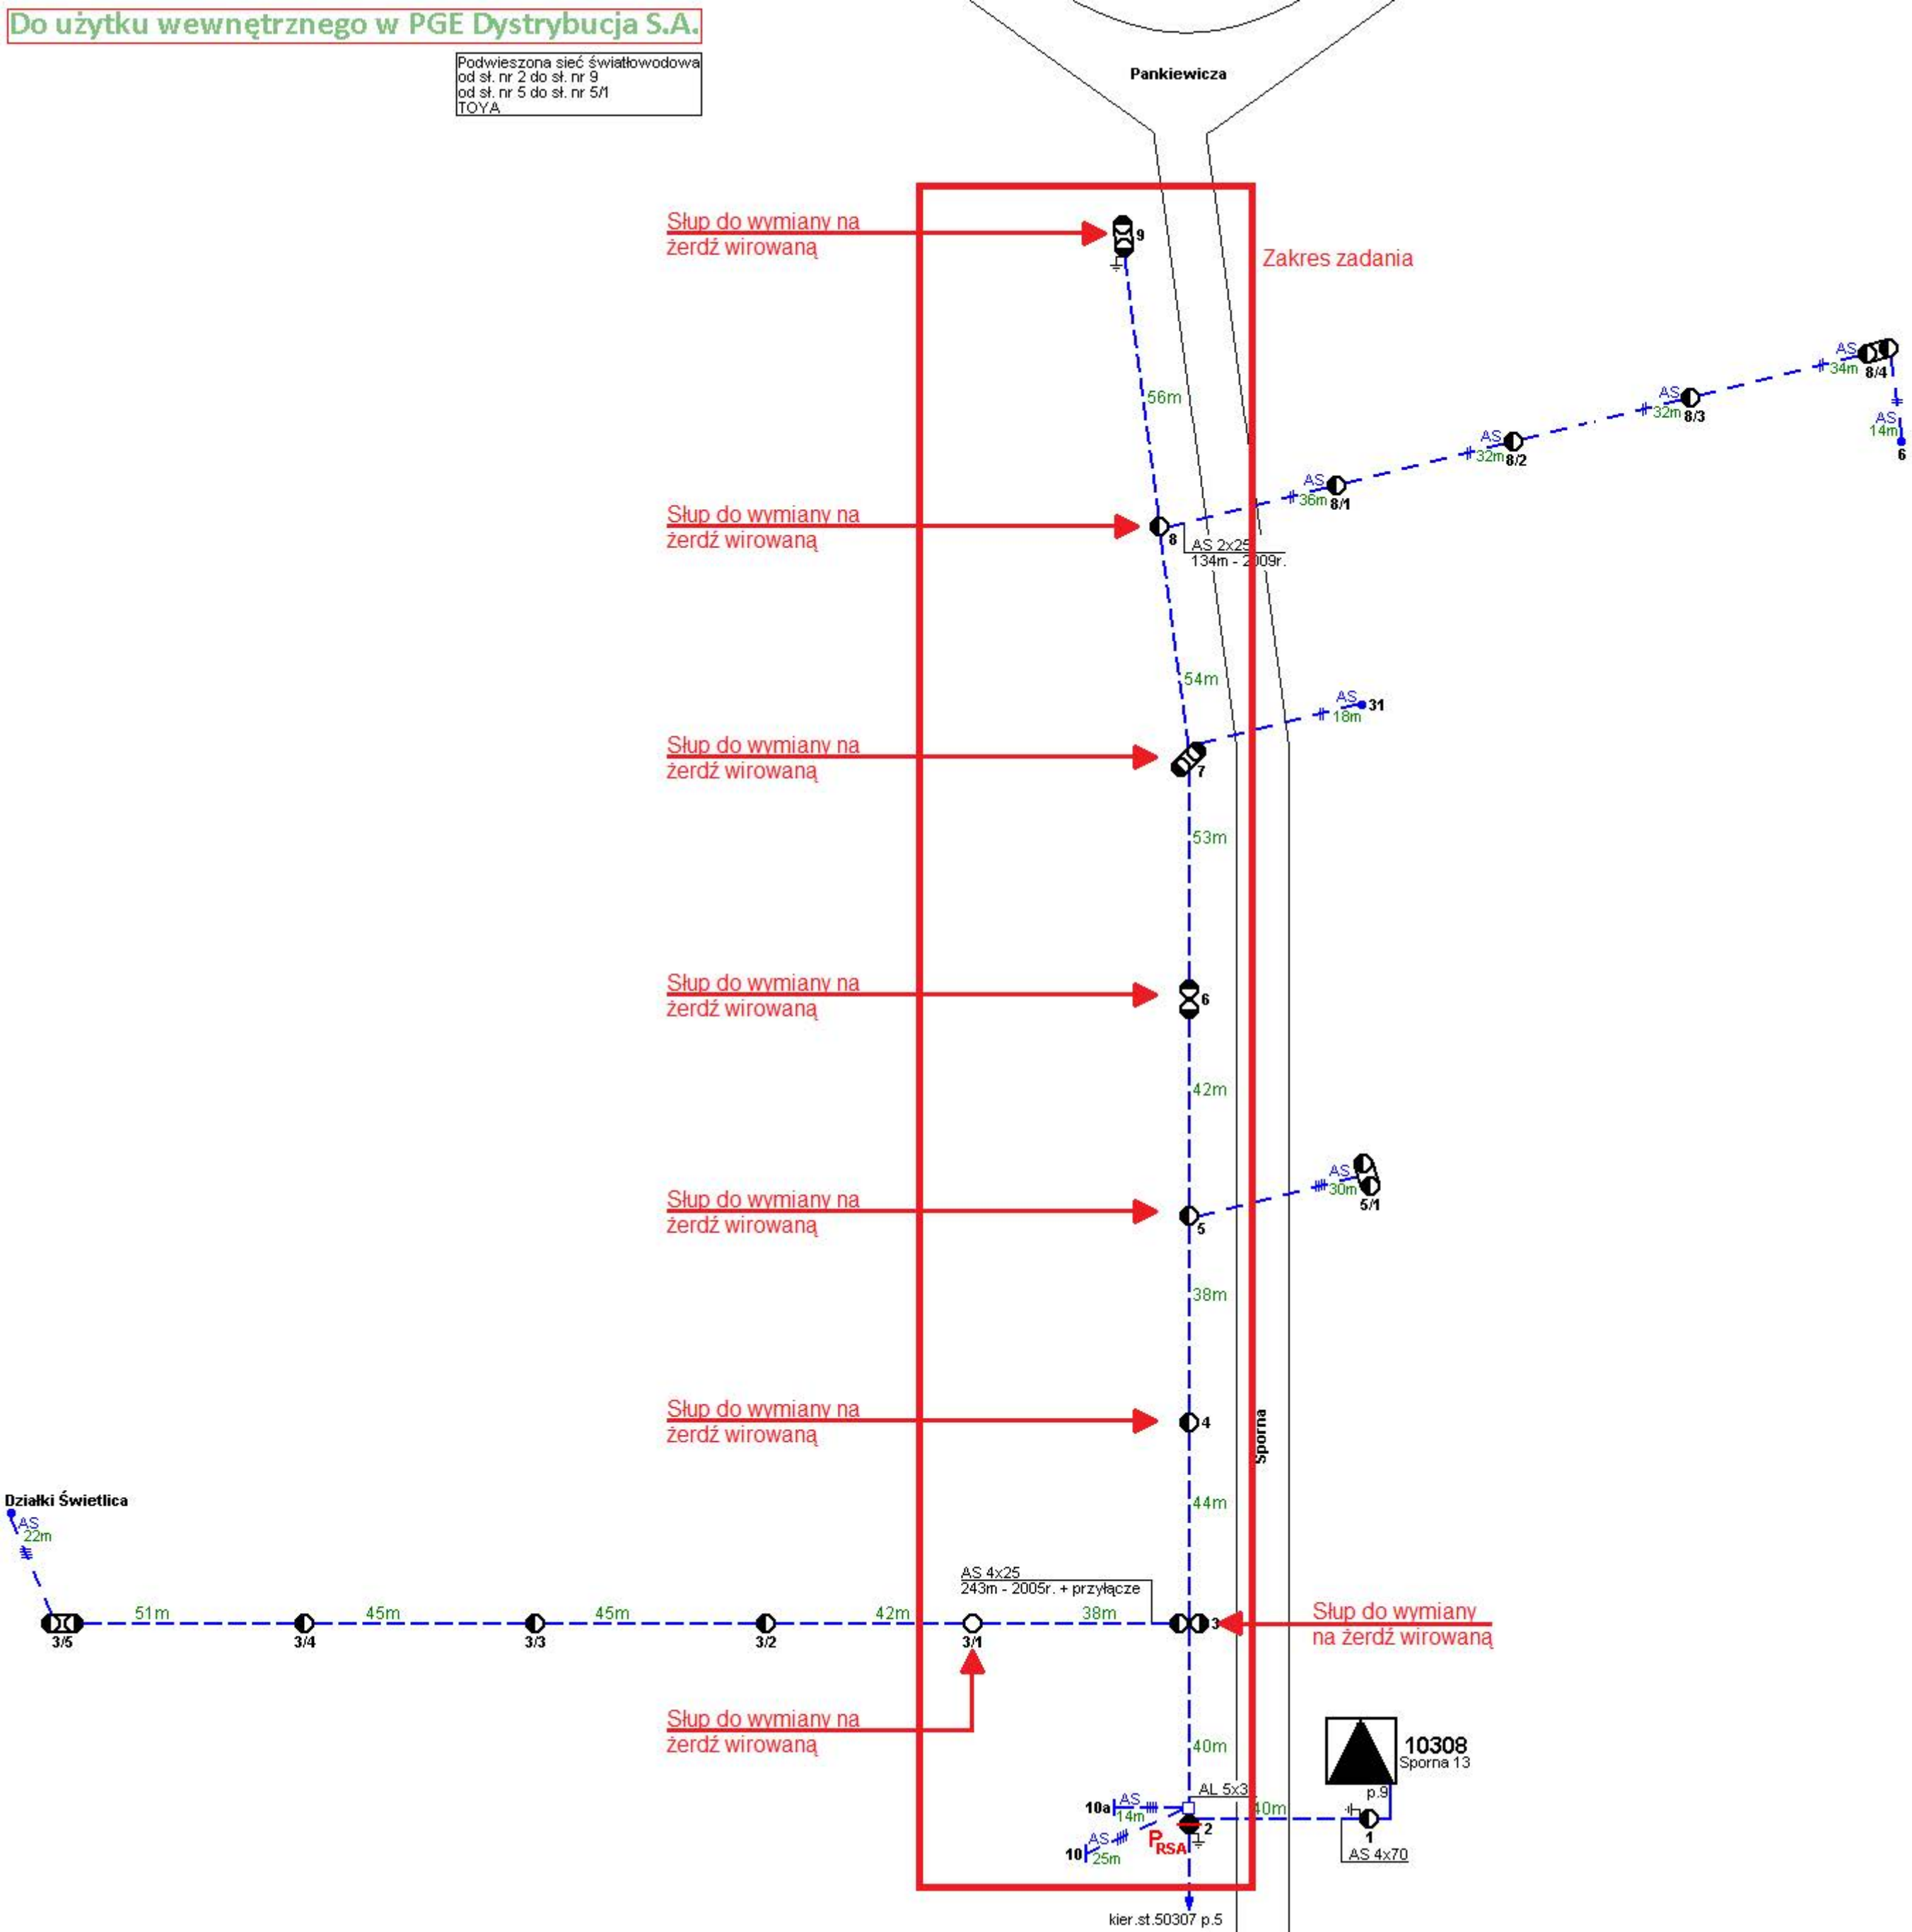 Do użytku wewnętrznego w PGE Dystrybucja S.A.
Podwieszona sieć światłowodowa
od sł. nr 2 do sł. nr 9
od sł. nr 5 do sł. nr 5/1
TOYA
Pankiewicza
Słup do wymiany na
żerdź wirowaną
9
Zakres zadania
56m
AS
34m
8/4
AS
32m
8/3
AS
14m
6
AS
32m
8/2
AS
36m
8/1
Słup do wymiany na
żerdź wirowaną
8
AS 2x25
134m - 2009r.
54m
AS
18m
31
Słup do wymiany na
żerdź wirowaną
7
53m
Słup do wymiany na
żerdź wirowaną
6
42m
AS
30m
5/1
Słup do wymiany na
żerdź wirowaną
5
38m
Słup do wymiany na
żerdź wirowaną
4
Sporna
44m
Działki Świetlica
AS
22m
AS 4x25
243m - 2005r. + przyłącze
51m
45m
45m
42m
38m
3/5
3/4
3/3
3/2
3/1
3
Słup do wymiany
na żerdź wirowaną
Słup do wymiany na
żerdź wirowaną
40m
10308
Sporna 13
p.9
AL 5x3
10a
AS
14m
40m
10
AS
25m
PRSA
2
1
AS 4x70
kier.st.50307 p.5